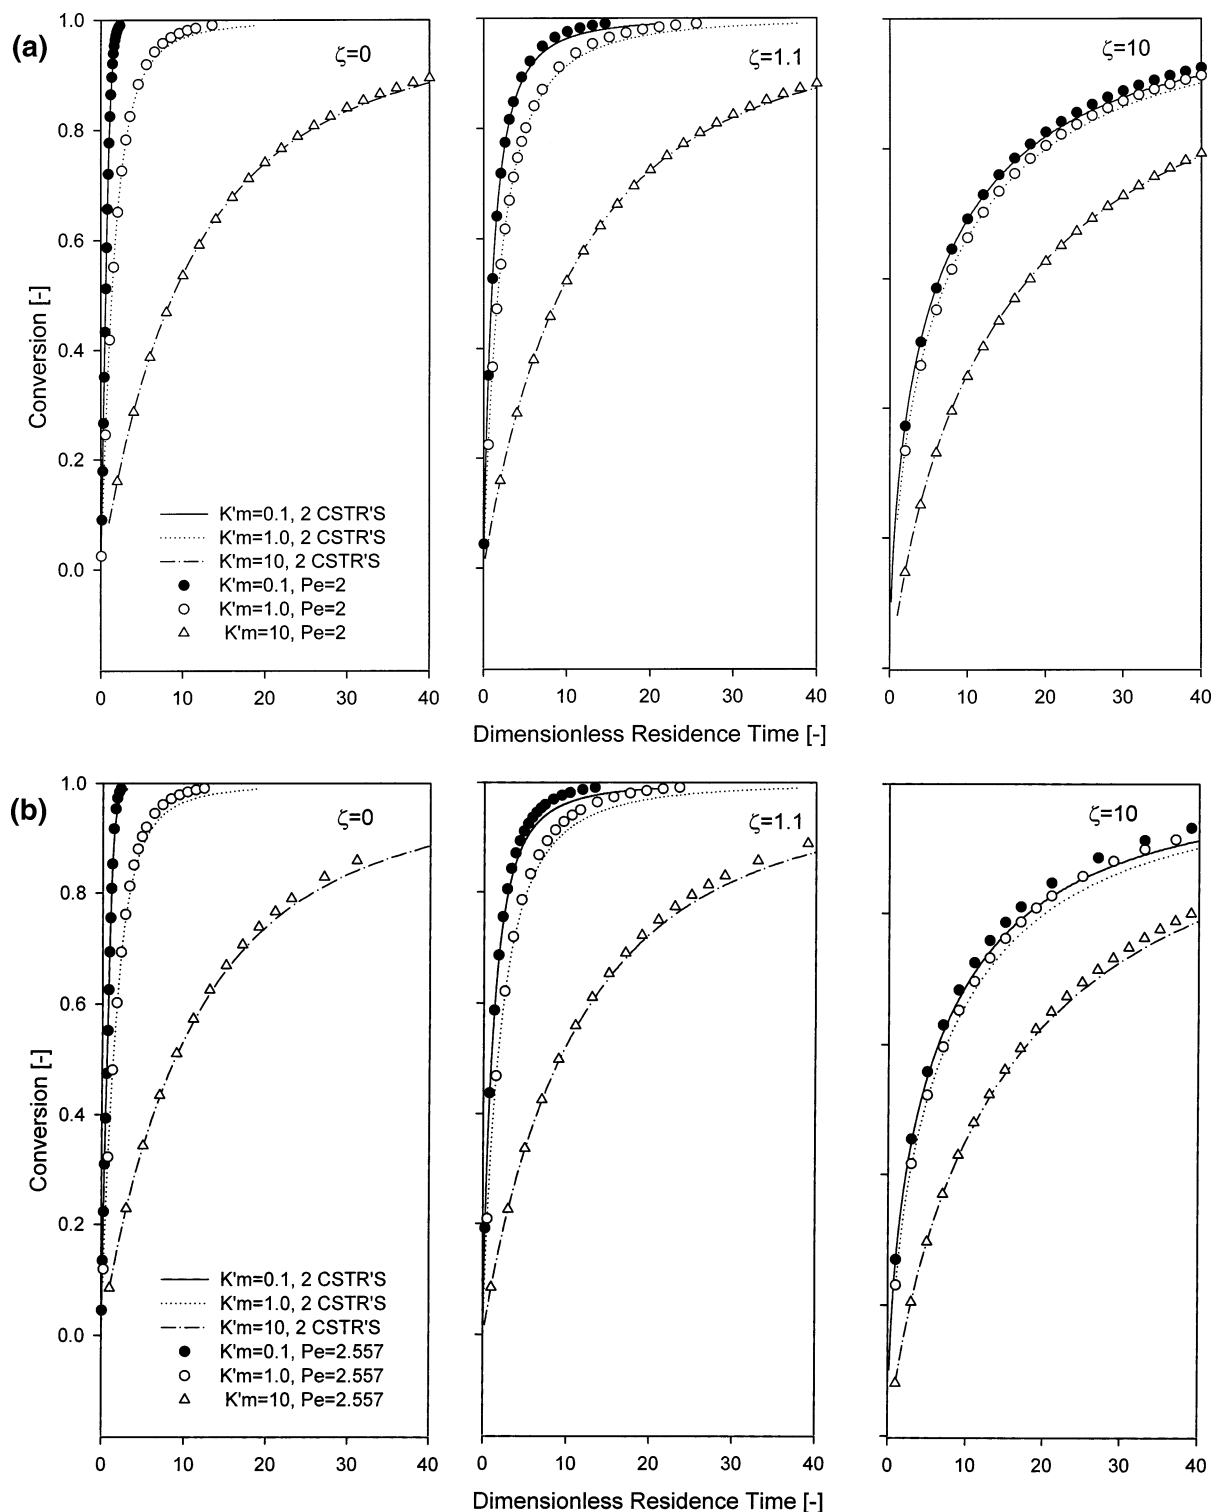 (a)
ζ=0
ζ=1.1
ζ=10
1.0
0.8
0.6
0.4
0.2
0.0
Conversion [-]
K'm=0.1, 2 CSTR'S
K'm=1.0, 2 CSTR'S
K'm=10, 2 CSTR'S
K'm=0.1, Pe=2
K'm=1.0, Pe=2
K'm=10, Pe=2
0 10 20 30 40
0 10 20 30 40
0 10 20 30 40
Dimensionless Residence Time [-]
(b)
ζ=0
ζ=1.1
ζ=10
1.0
0.8
0.6
0.4
0.2
0.0
Conversion [-]
K'm=0.1, 2 CSTR'S
K'm=1.0, 2 CSTR'S
K'm=10, 2 CSTR'S
K'm=0.1, Pe=2.557
K'm=1.0, Pe=2.557
K'm=10, Pe=2.557
0 10 20 30 40
0 10 20 30 40
0 10 20 30 40
Dimensionless Residence Time [-]